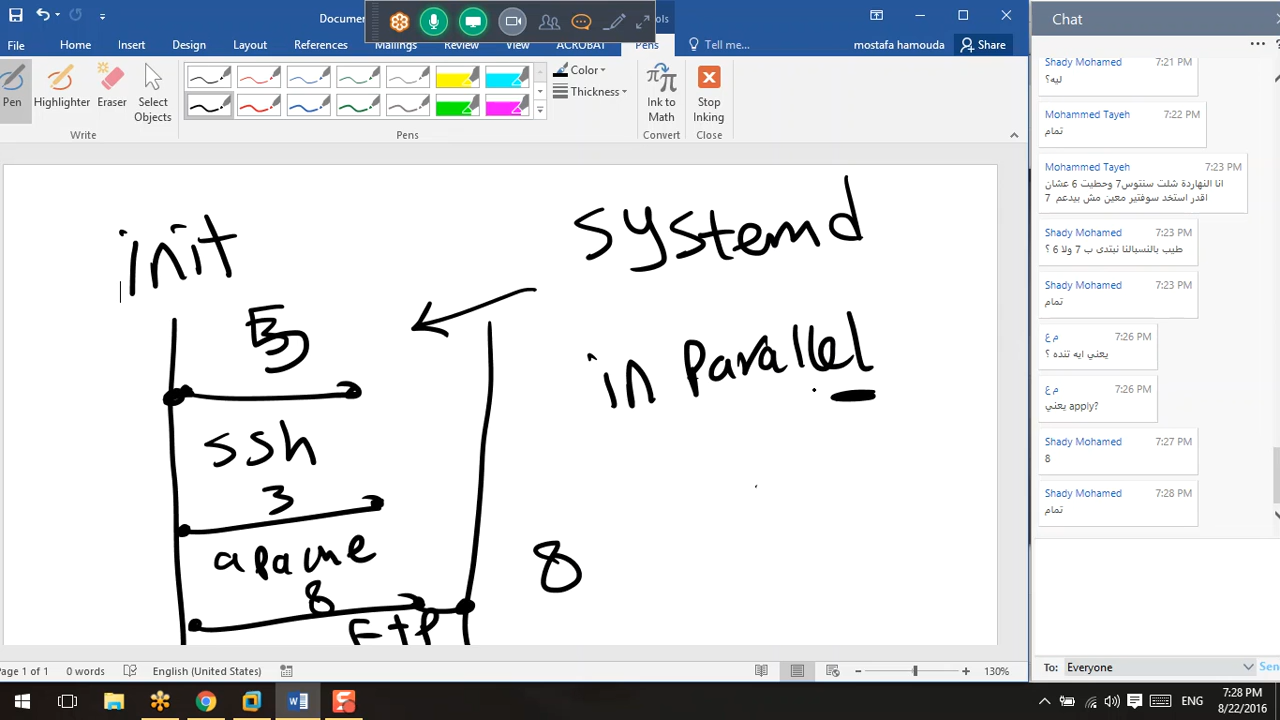 Docum
ols
File
Home
Insert
Design
Layout
References
Mailings
Review
View
ACROBAT
Pens
Tell me...
mostafa hamouda
Share
Pen
Highlighter
Eraser
Select Objects
Write
Pens
Color
Thickness
Ink to Math
Convert
Stop Inking
Close
init
systemd
5
in Parallel
ssh
3
apache
8
8
FtP
Page 1 of 1
0 words
English (United States)
130%
Chat
Shady Mohamed 7:21 PM
ليه؟
Mohammed Tayeh 7:22 PM
تمام
Mohammed Tayeh 7:23 PM
انا النهاردة شلت سنتوس7 وحطيت 6 عشان
اقدر استخد سوفتير معين مش بيدعم 7
Shady Mohamed 7:23 PM
طيب بالنسبالنا نبتدى ب 7 ولا 6 ؟
Shady Mohamed 7:23 PM
تمام
م ع 7:26 PM
يعني ايه تنده ؟
م ع 7:26 PM
يعني apply?
Shady Mohamed 7:27 PM
8
Shady Mohamed 7:28 PM
تمام
To: Everyone
Sen
ENG
7:28 PM
8/22/2016